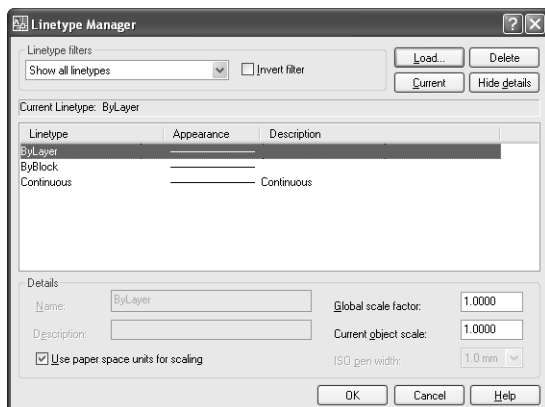 Linetype Manager
Linetype filters
Show all linetypes
Invert filter
Load...
Delete
Current
Hide details
Current Linetype: ByLayer
Linetype Appearance Description
ByLayer
ByBlock
Continuous Continuous
Details
Name: ByLayer
Global scale factor: 1.0000
Description:
Current object scale: 1.0000
Use paper space units for scaling
ISO pen width: 1.0 mm
OK Cancel Help